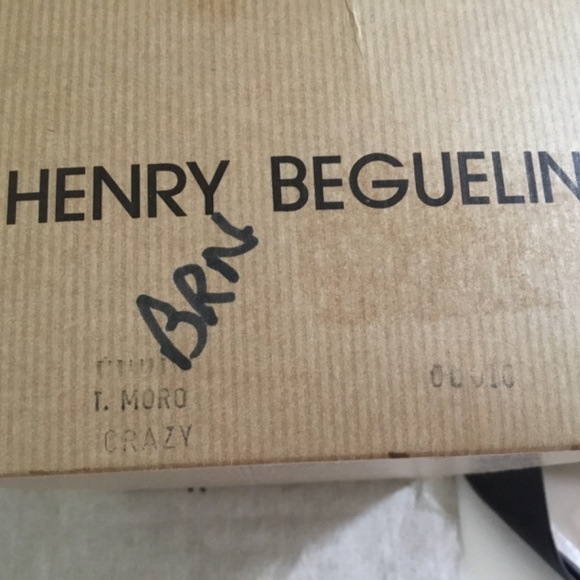 HENRY BEGUELIN
BRN
T. MORO
CRAZY